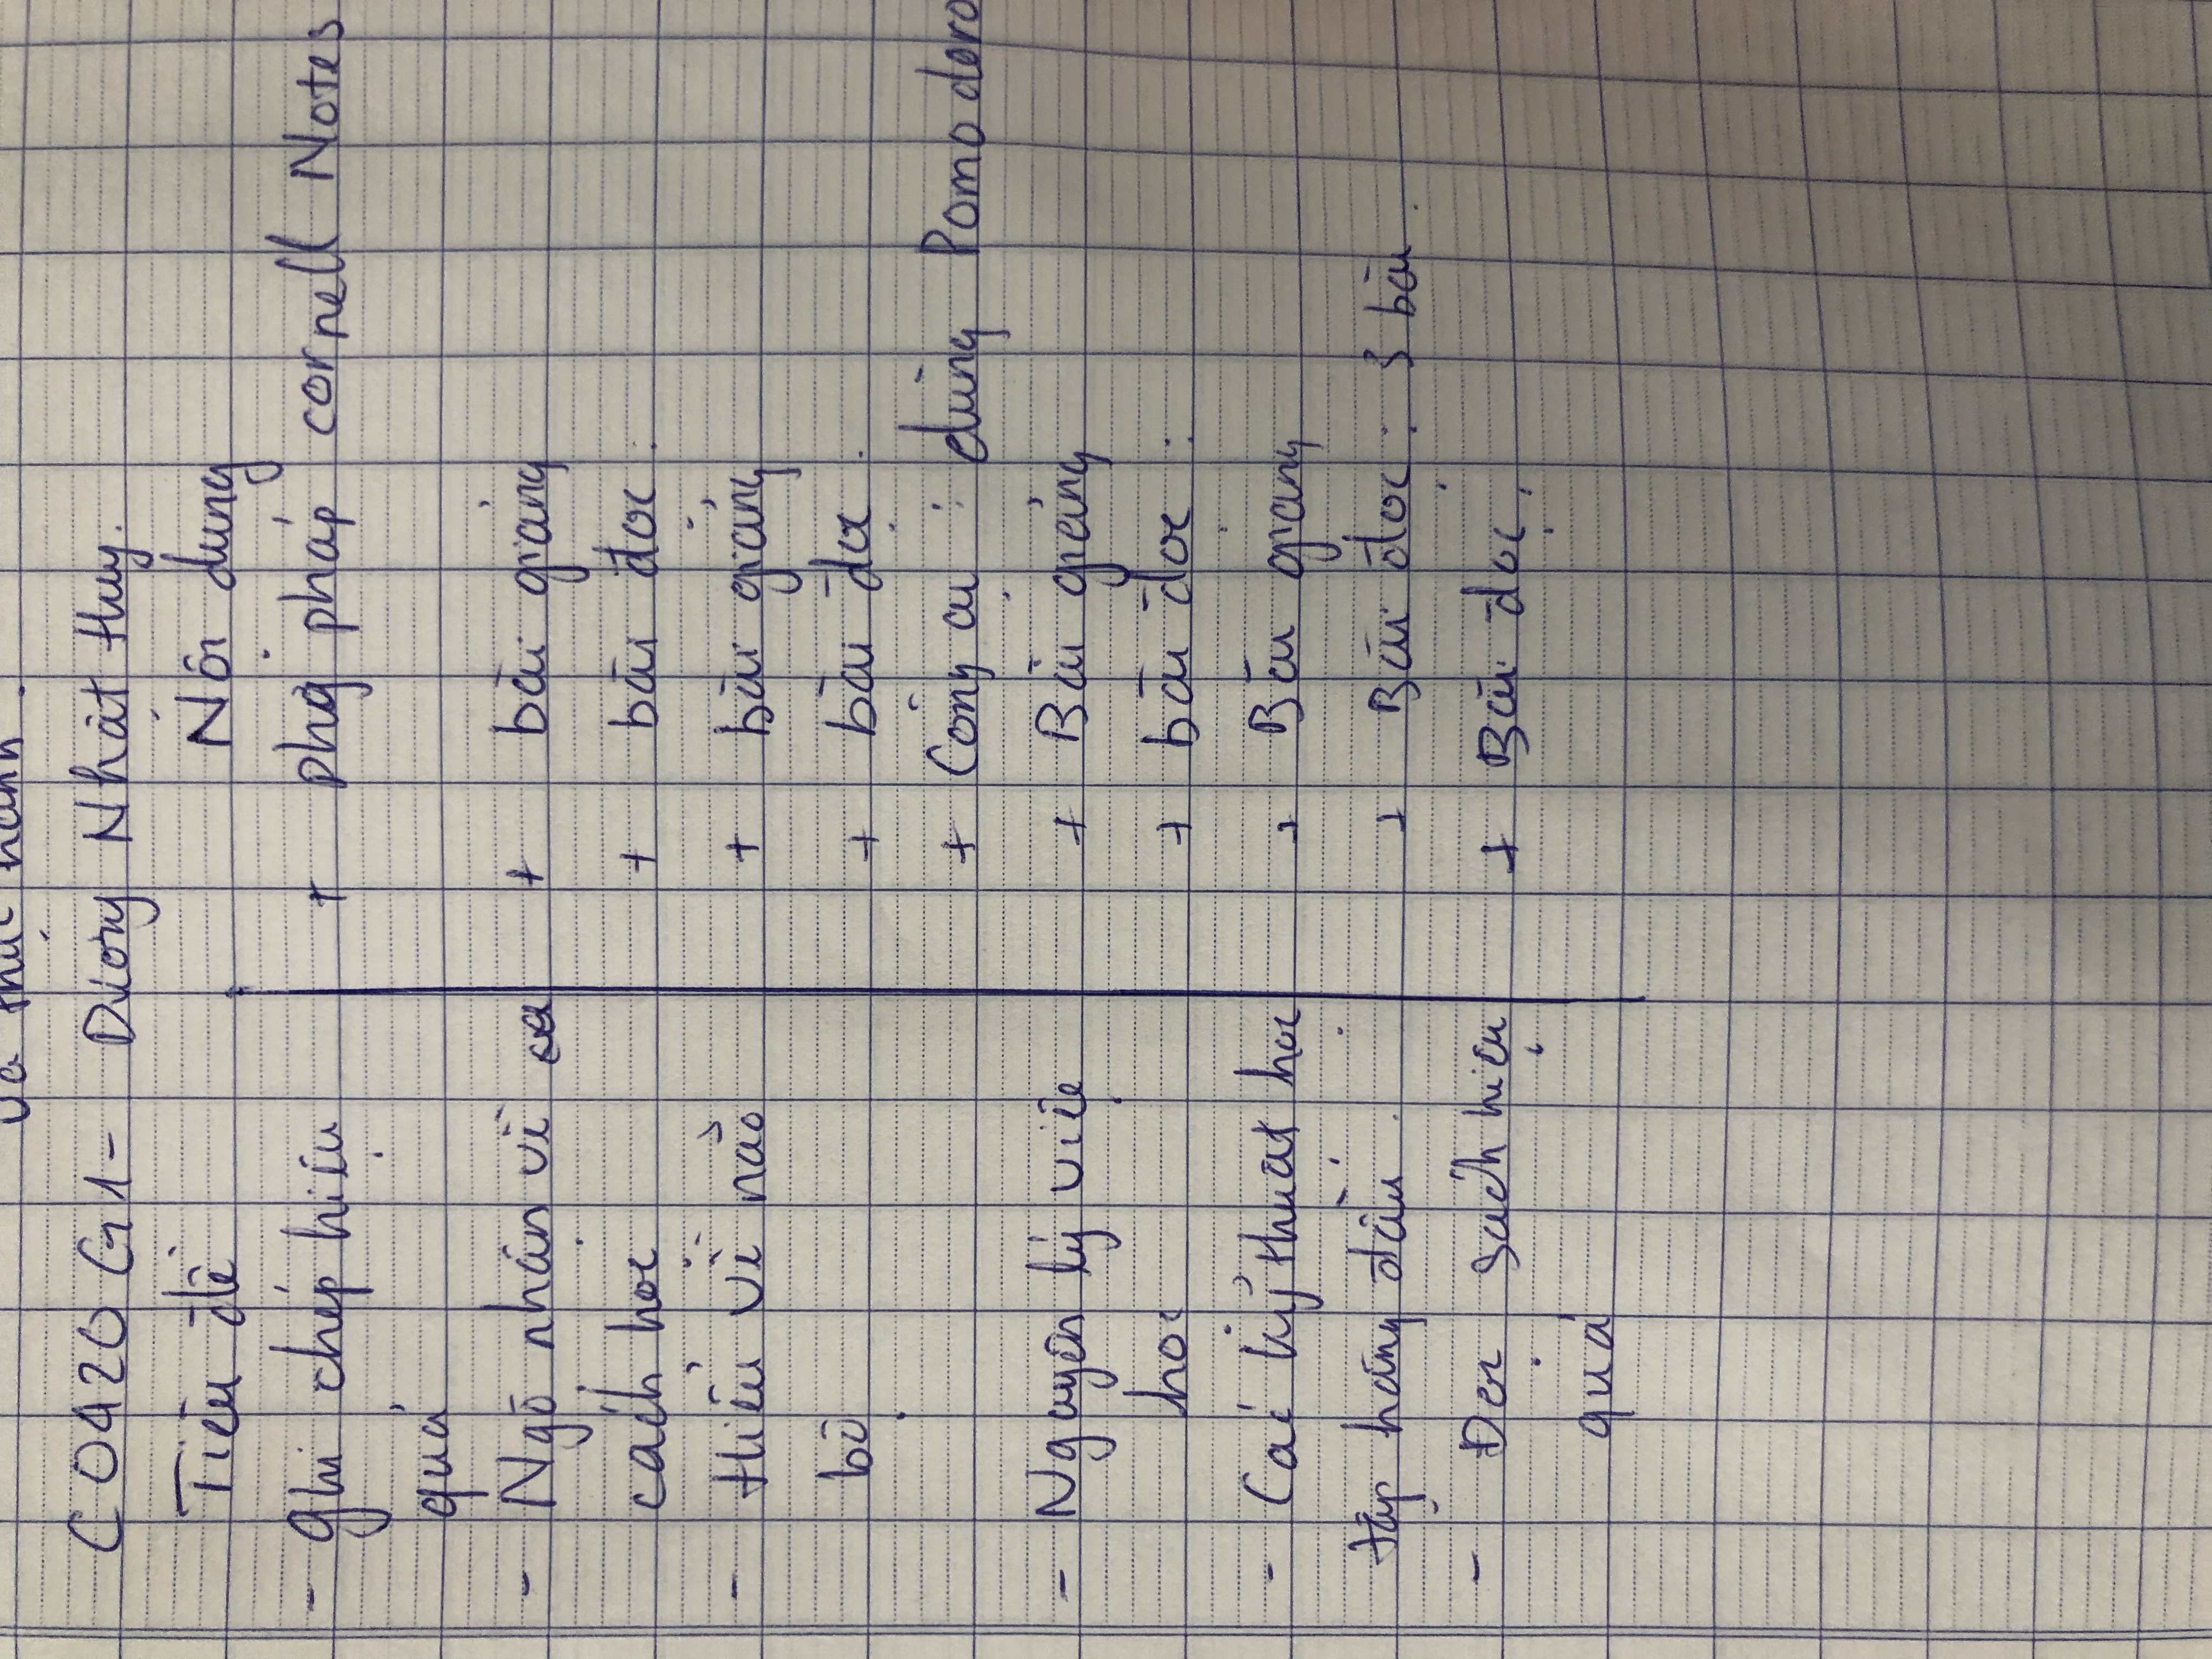 và thực hành.
C0420G1- Dương Nhật Huy.
Tiêu đề Nội dung
- Ghi chép hiệu + phg pháp cornell Notes
quả
- Ngộ nhận về + bài giảng
cách học + bài đọc:
- Hiểu về não + bài giảng
bộ + bài đọc.
+ Công cụ: dùng Pomodoro
- Nguyên lý việc + Bài giảng
học + bài đọc:
- Các kỹ thuật học + Bài giảng
tập hàng đầu. + Bài đọc: 3 bài.
- Đọc sách hiệu + Bài đọc.
quả